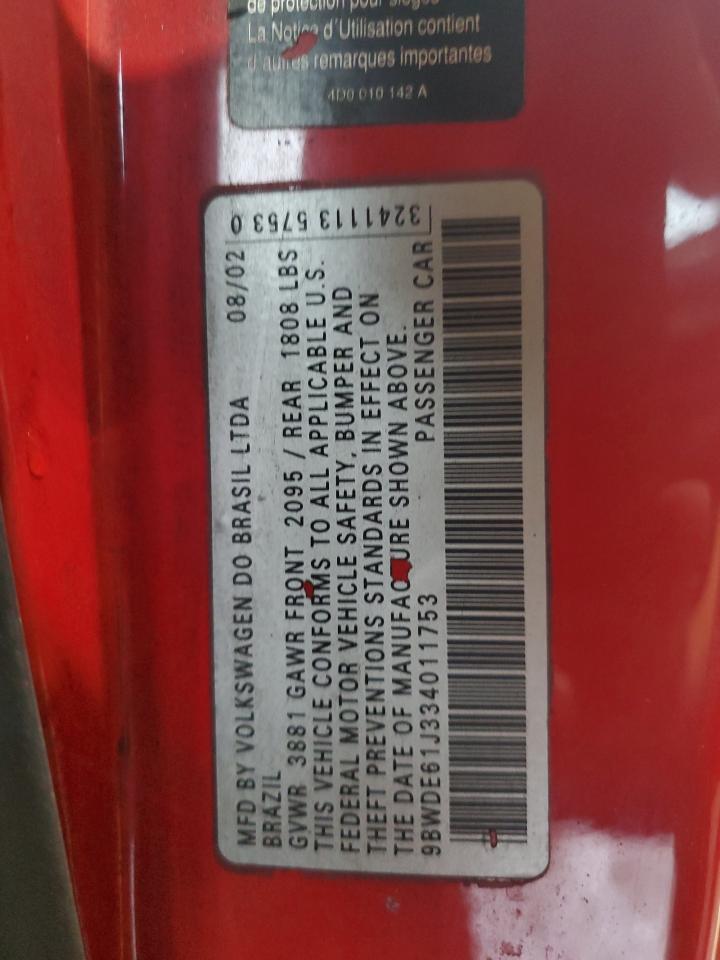 de protection pour sièges
La Notice d'Utilisation contient
d'autres remarques importantes
4D0 010 142 A
MFD BY VOLKSWAGEN DO BRASIL LTDA 08/02
BRAZIL
GVWR 3881 GAWR FRONT 2095 / REAR 1808 LBS
THIS VEHICLE CONFORMS TO ALL APPLICABLE U.S.
FEDERAL MOTOR VEHICLE SAFETY, BUMPER AND
THEFT PREVENTIONS STANDARDS IN EFFECT ON
THE DATE OF MANUFACTURE SHOWN ABOVE.
9BWDE61J334011753 PASSENGER CAR
3241113 5753 0